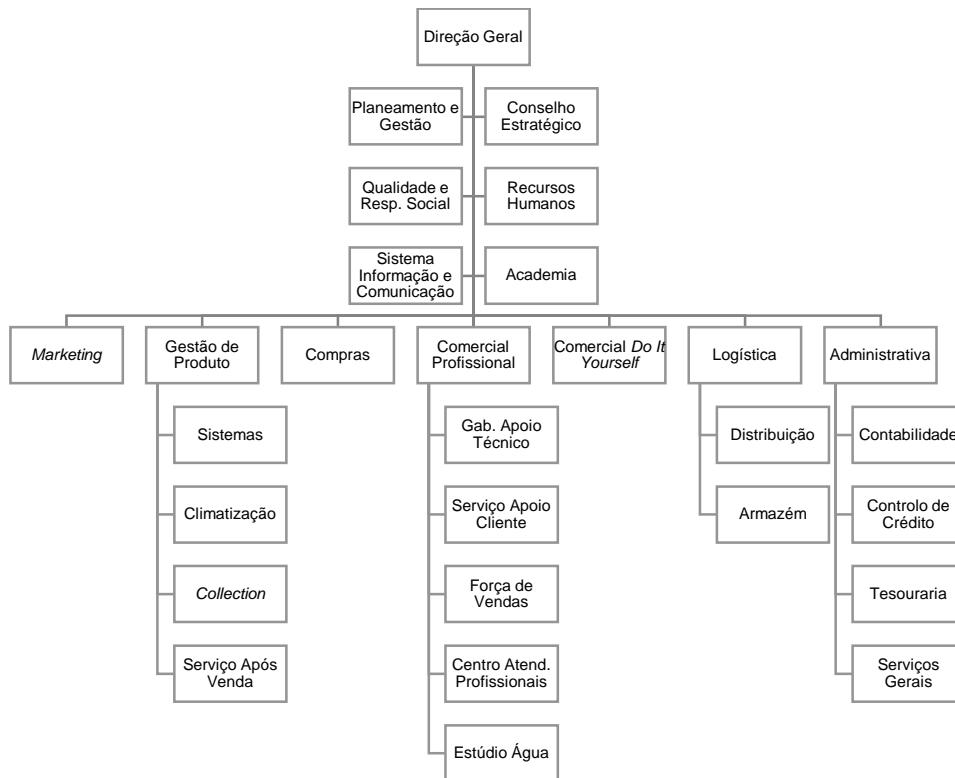 Direção Geral
Planeamento e
Gestão
Conselho
Estratégico
Qualidade e
Resp. Social
Recursos
Humanos
Sistema
Informação e
Comunicação
Academia
Marketing
Gestão de
Produto
Compras
Comercial
Profissional
Comercial Do It
Yourself
Logística
Administrativa
Sistemas
Gab. Apoio
Técnico
Distribuição
Contabilidade
Climatização
Serviço Apoio
Cliente
Armazém
Controlo de
Crédito
Collection
Força de
Vendas
Tesouraria
Serviço Após
Venda
Centro Atend.
Profissionais
Serviços
Gerais
Estúdio Água